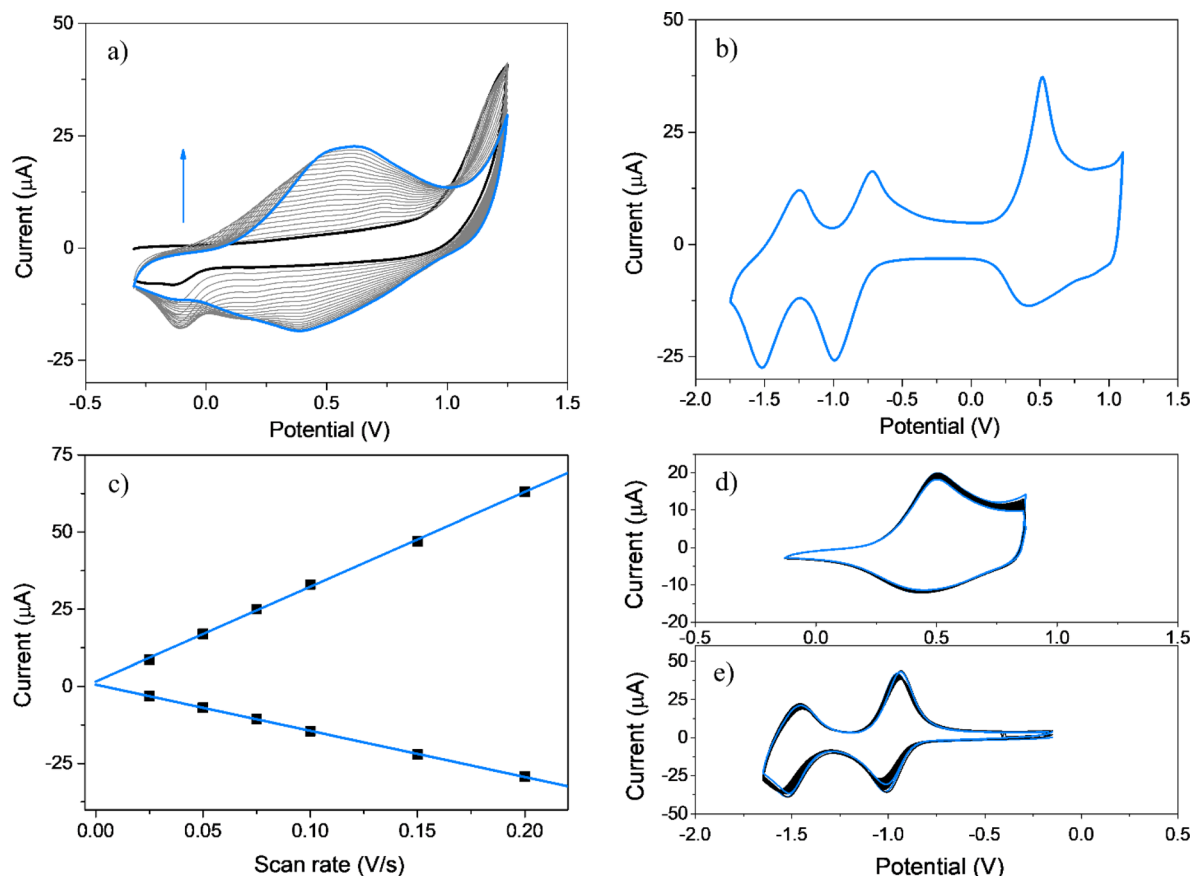 a)
50
25
0
-25
Current (μA)
-0.5 0.0 0.5 1.0 1.5
Potential (V)
b)
50
25
0
-25
Current (μA)
-2.0 -1.5 -1.0 -0.5 0.0 0.5 1.0 1.5
Potential (V)
c)
75
50
25
0
-25
Current (μA)
0.00 0.05 0.10 0.15 0.20
Scan rate (V/s)
d)
20
10
0
-10
-20
Current (μA)
-0.5 0.0 0.5 1.0 1.5
e)
50
25
0
-25
-50
Current (μA)
-2.0 -1.5 -1.0 -0.5 0.0 0.5
Potential (V)